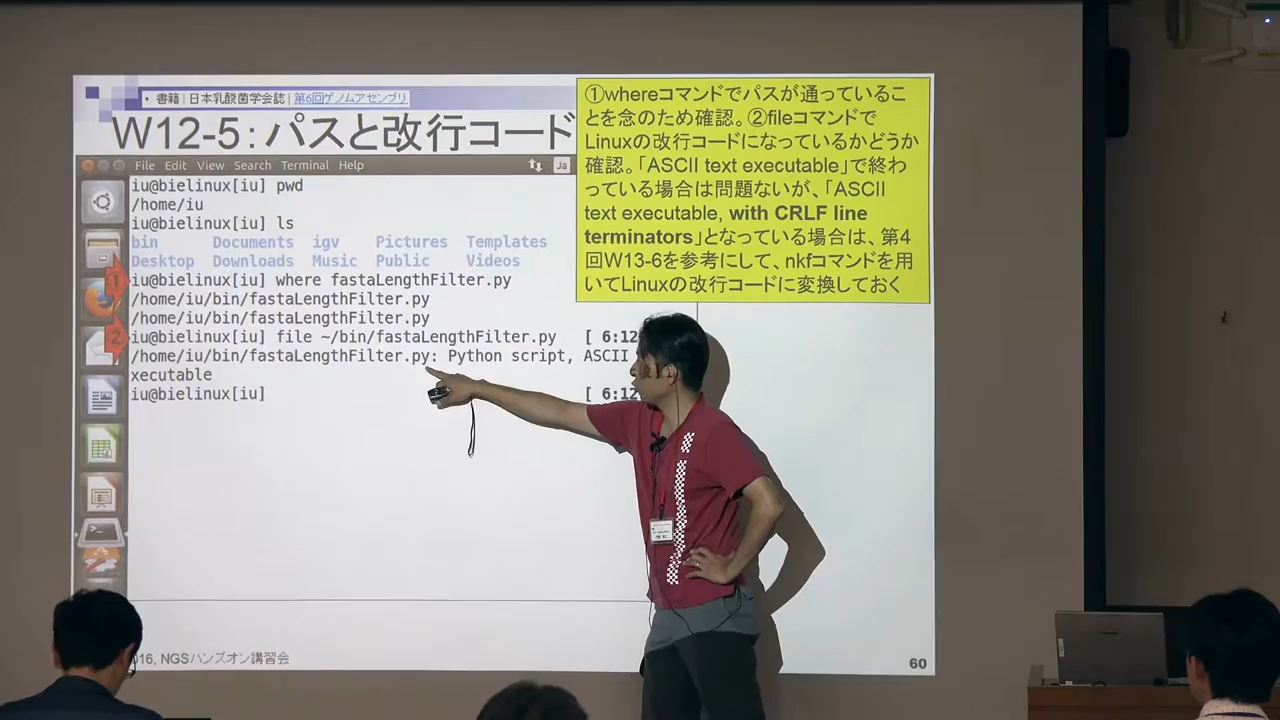 ・書籍 | 日本乳酸菌学会誌 | 第6回ゲノムアセンブリ
W12-5：パスと改行コード
①whereコマンドでパスが通っているこ
とを念のため確認。②fileコマンドで
Linuxの改行コードになっているかどうか
確認。「ASCII text executable」で終わ
っている場合は問題ないが、「ASCII
text executable, with CRLF line
terminators」となっている場合は、第4
回W13-6を参考にして、nkfコマンドを用
いてLinuxの改行コードに変換しておく
File Edit View Search Terminal Help
Ja
iu@bielinux[iu] pwd
/home/iu
iu@bielinux[iu] ls
bin Documents igv Pictures Templates
Desktop Downloads Music Public Videos
① iu@bielinux[iu] where fastaLengthFilter.py
/home/iu/bin/fastaLengthFilter.py
/home/iu/bin/fastaLengthFilter.py
② iu@bielinux[iu] file ~/bin/fastaLengthFilter.py [ 6:12
/home/iu/bin/fastaLengthFilter.py: Python script, ASCII
xecutable
iu@bielinux[iu] [ 6:12
016, NGSハンズオン講習会
60